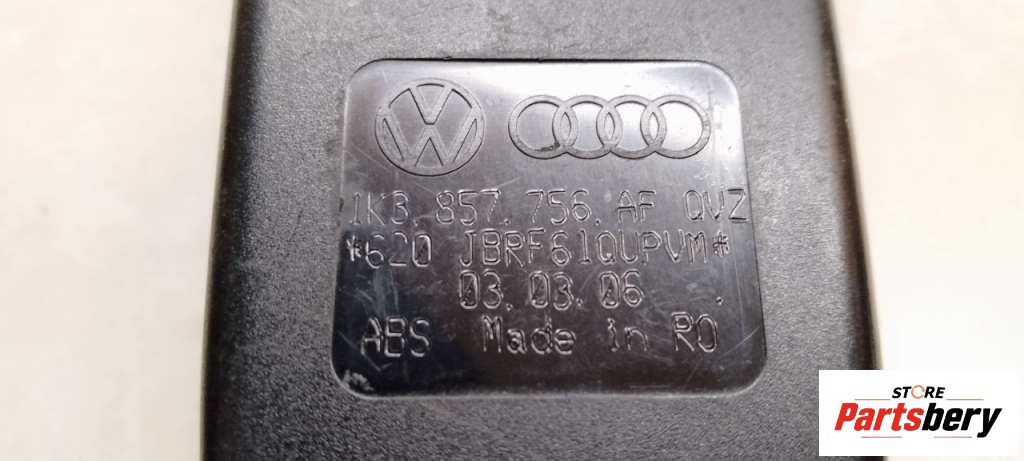 1K3.857.756.AF QVZ
*620 JBRF61QUPVM*
03.03.06
ABS Made in RO
STORE
Partsbery